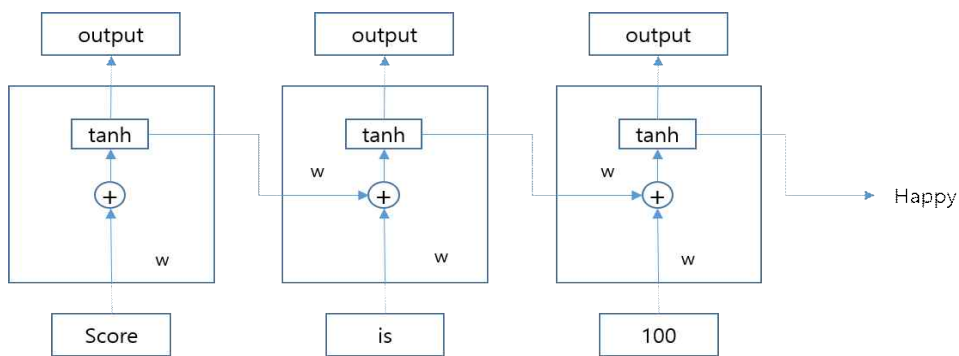 output
output
output
tanh
tanh
tanh
w
w
+
+
+
Happy
w
w
w
Score
is
100